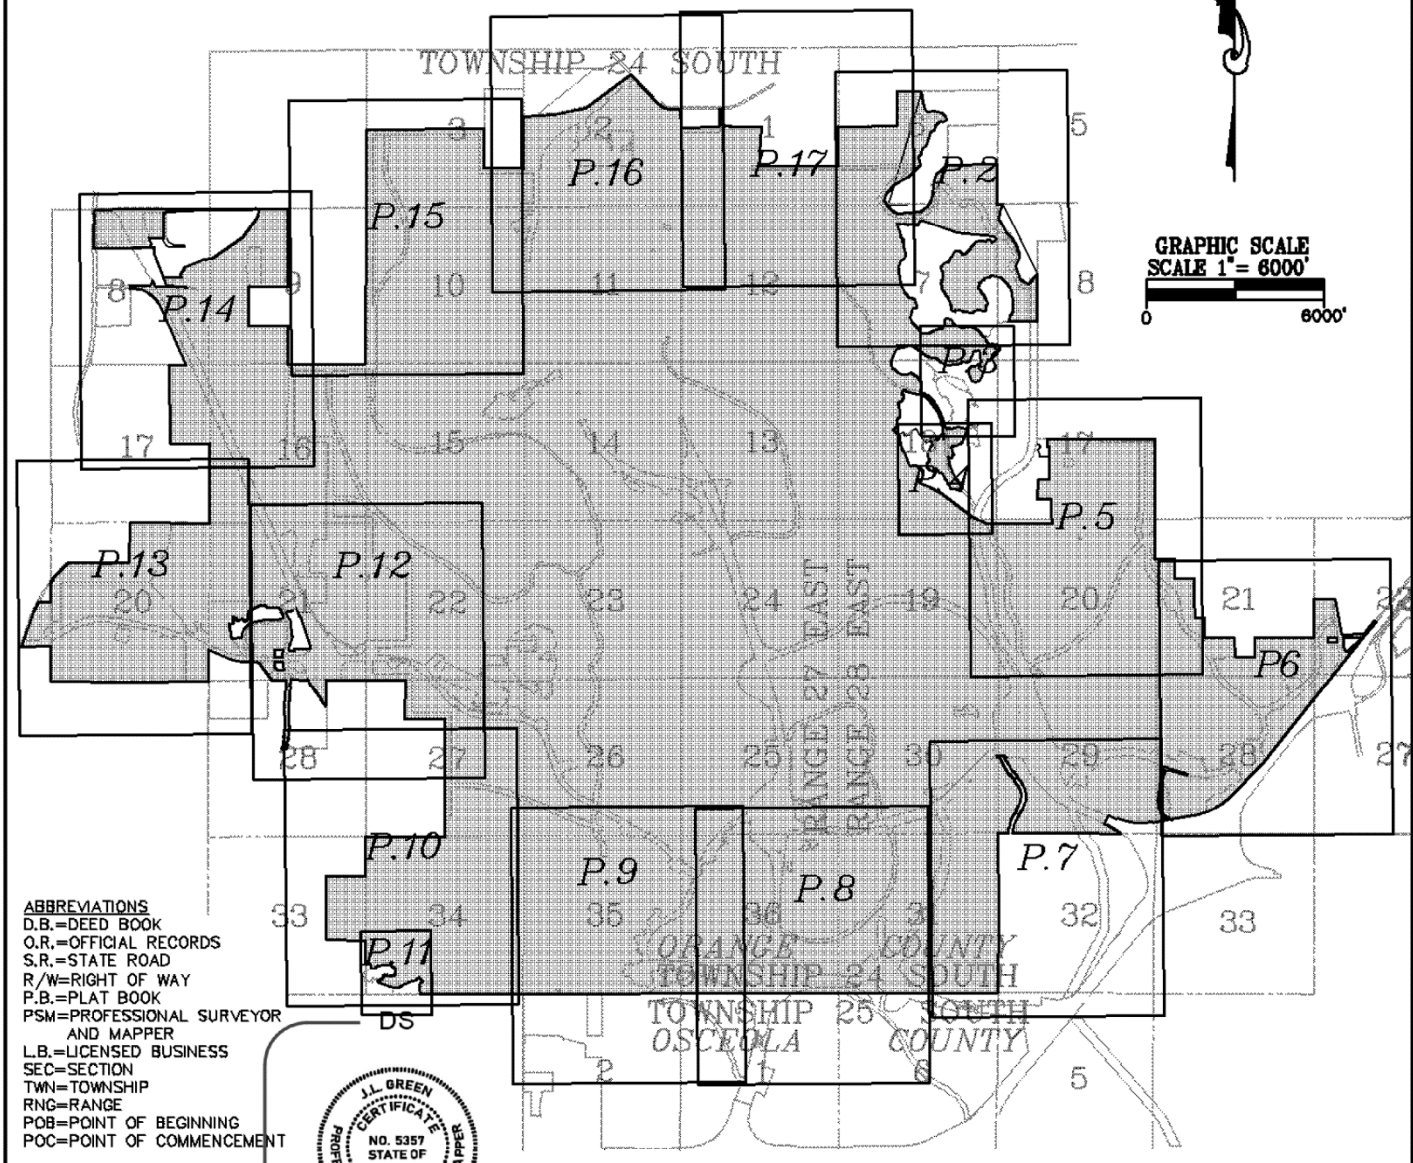 TOWNSHIP 24 SOUTH
3
2
1
6
5
P.16
P.17
P.2
P.15
GRAPHIC SCALE
SCALE 1"= 6000'
0
6000'
8
9
10
11
12
7
8
P.14
P.3
17
16
15
14
13
18
17
P.5
P.13
P.12
20
21
22
23
24
19
20
21
22
P6
RANGE 27 EAST
RANGE 28 EAST
28
27
26
25
30
29
28
27
P.10
P.9
P.8
P.7
33
34
35
36
31
32
33
P.11
ORANGE COUNTY
TOWNSHIP 24 SOUTH
TOWNSHIP 25 SOUTH
OSCEOLA COUNTY
2
1
6
5
DS
ABBREVIATIONS
D.B.=DEED BOOK
O.R.=OFFICIAL RECORDS
S.R.=STATE ROAD
R/W=RIGHT OF WAY
P.B.=PLAT BOOK
PSM=PROFESSIONAL SURVEYOR
AND MAPPER
L.B.=LICENSED BUSINESS
SEC=SECTION
TWN=TOWNSHIP
RNG=RANGE
POB=POINT OF BEGINNING
POC=POINT OF COMMENCEMENT
J.L. GREEN
CERTIFICATE
NO. 5357
STATE OF